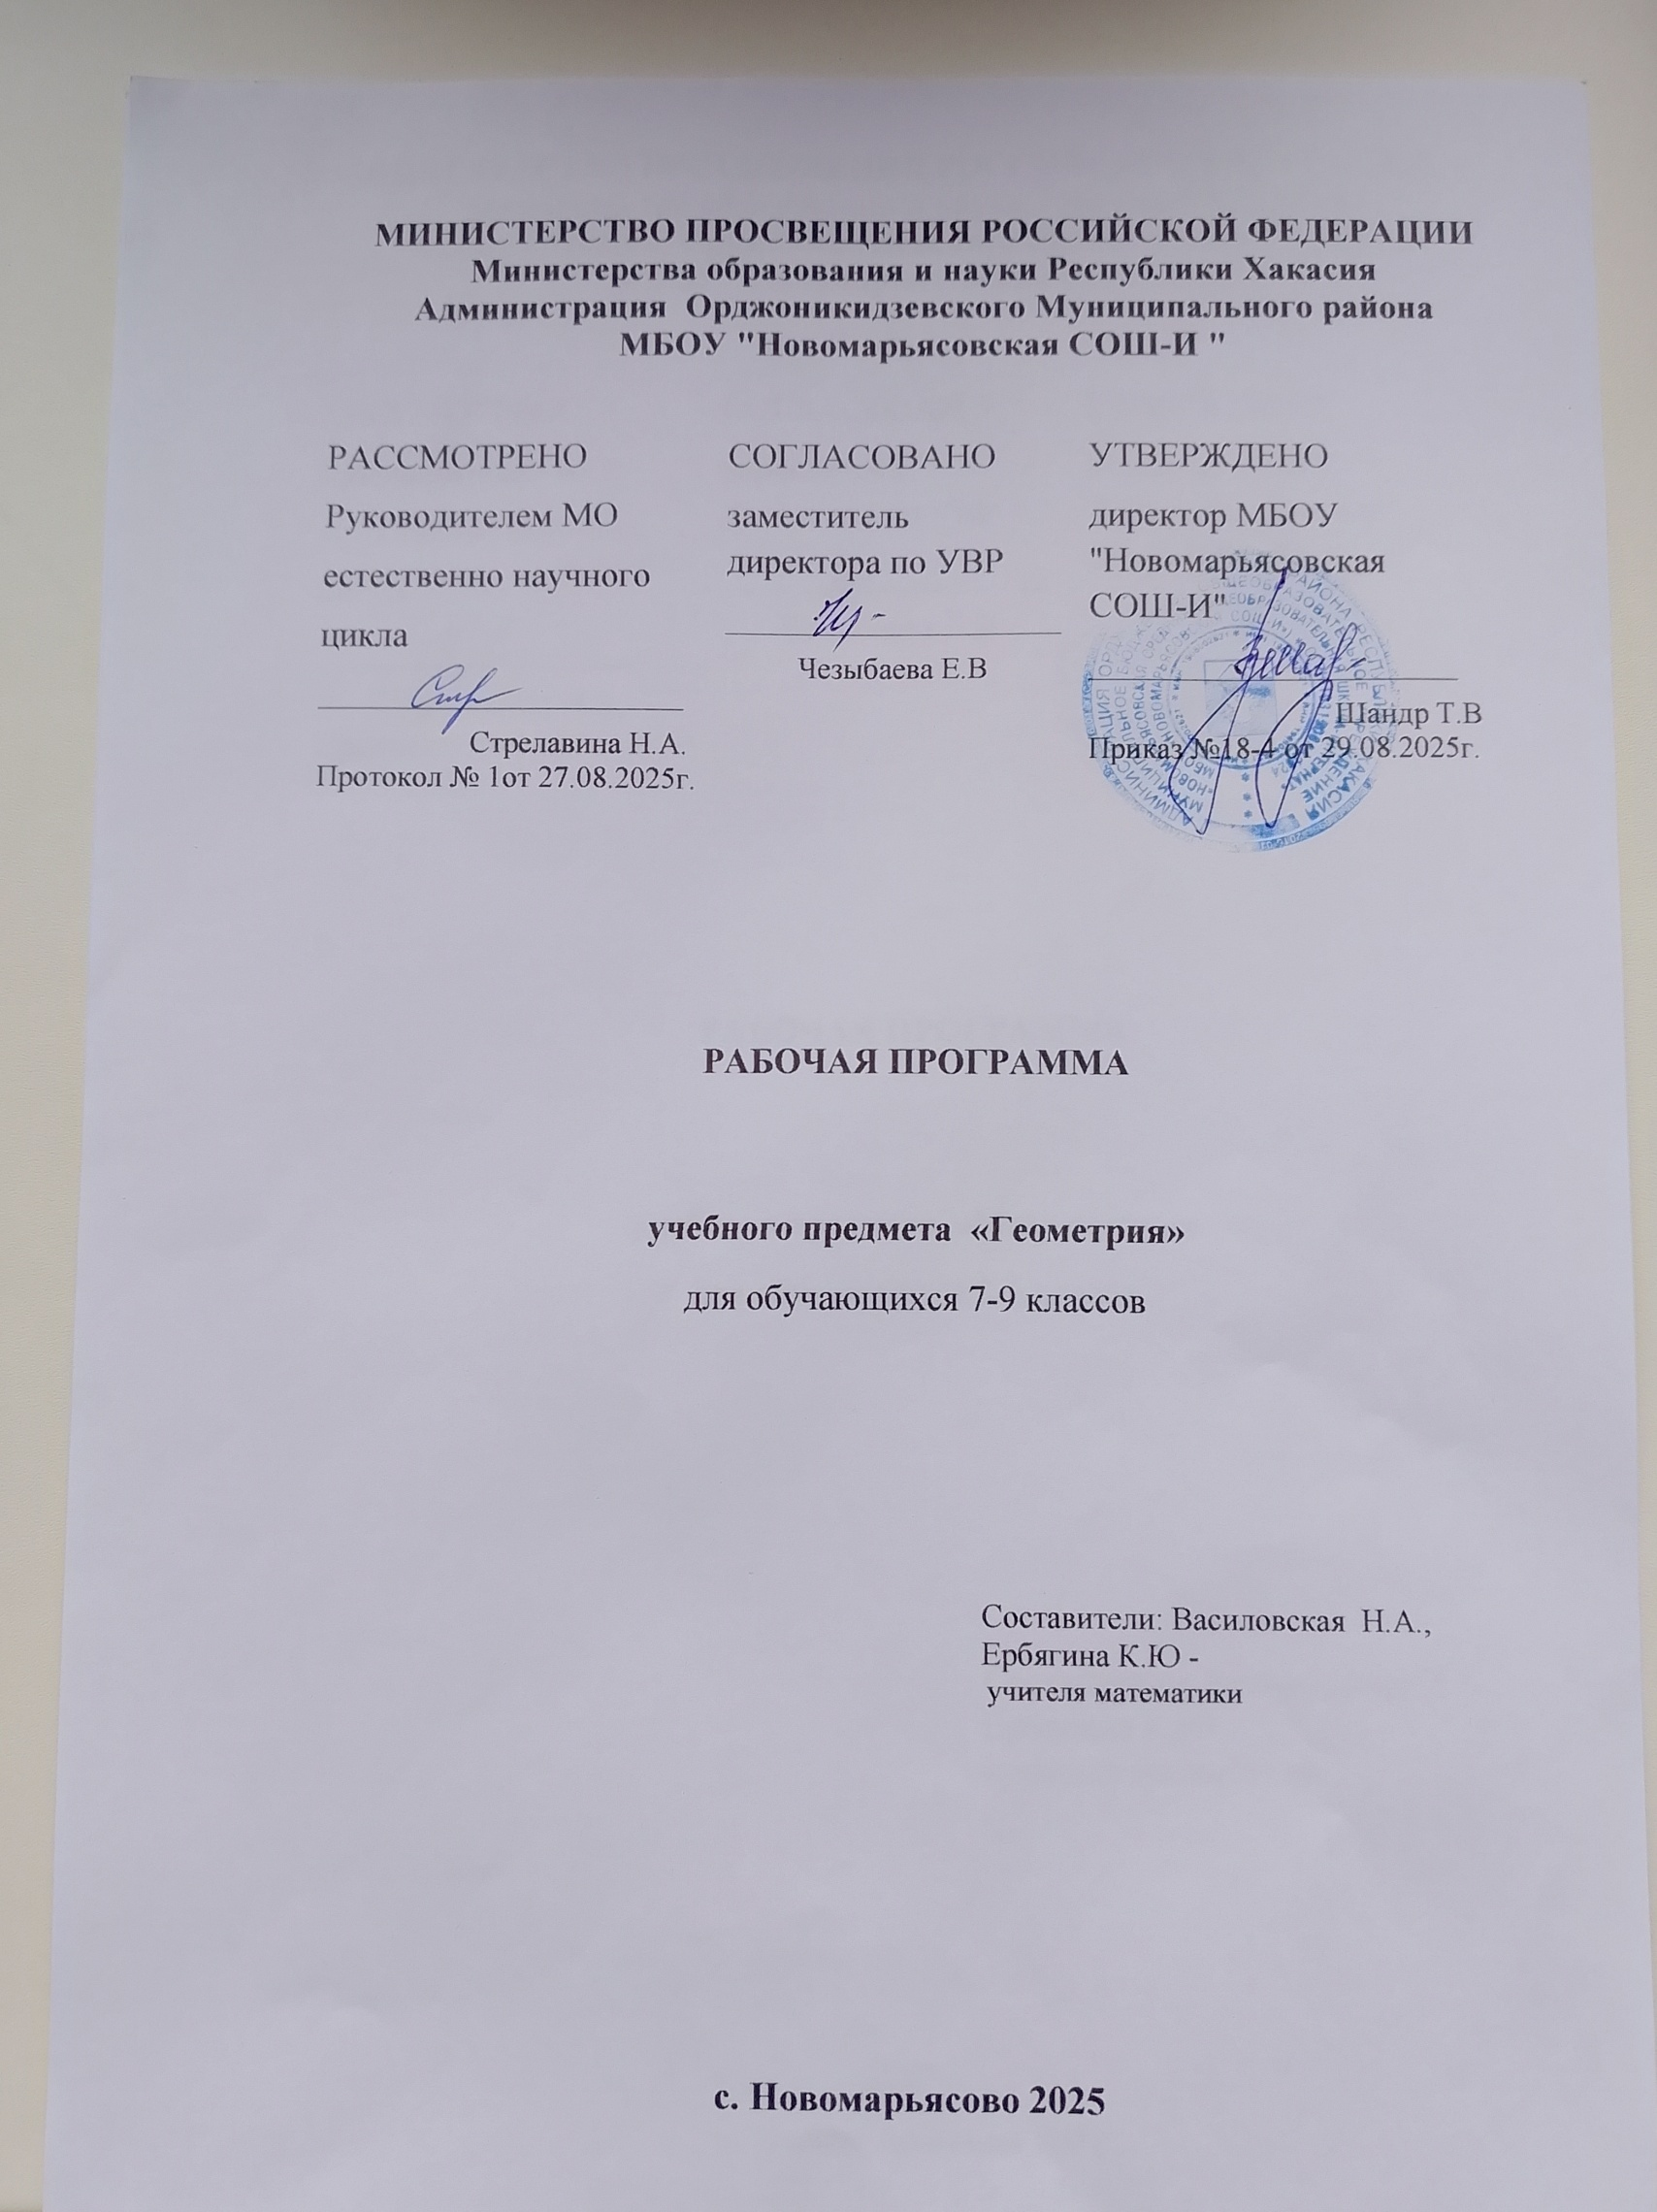 МИНИСТЕРСТВО ПРОСВЕЩЕНИЯ РОССИЙСКОЙ ФЕДЕРАЦИИ
Министерства образования и науки Республики Хакасия
Администрация Орджоникидзевского Муниципального района
МБОУ "Новомарьясовская СОШ-И "
РАССМОТРЕНО
Руководителем МО
естественно научного
цикла
Стрелавина Н.А.
Протокол № 1от 27.08.2025г.
СОГЛАСОВАНО
заместитель
директора по УВР
Чезыбаева Е.В
УТВЕРЖДЕНО
директор МБОУ
"Новомарьясовская
СОШ-И"
Шандр Т.В
Приказ №18-4 от 29.08.2025г.
РАБОЧАЯ ПРОГРАММА
учебного предмета «Геометрия»
для обучающихся 7-9 классов
Составители: Василовская Н.А.,
Ербягина К.Ю -
учителя математики
с. Новомарьясово 2025